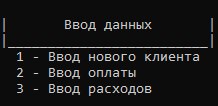 Ввод данных
1 - Ввод нового клиента
2 - Ввод оплаты
3 - Ввод расходов